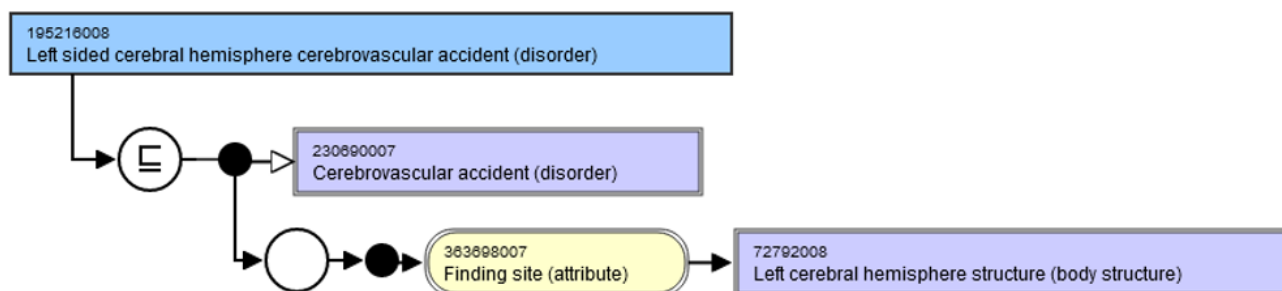 195216008
Left sided cerebral hemisphere cerebrovascular accident (disorder)
⊑
230690007
Cerebrovascular accident (disorder)
363698007
Finding site (attribute)
72792008
Left cerebral hemisphere structure (body structure)